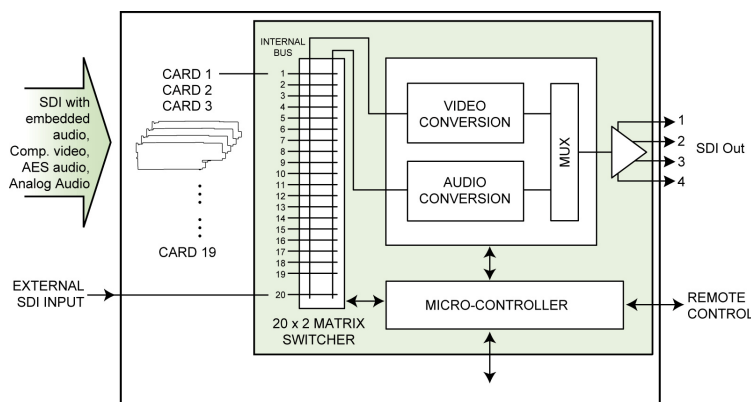 SDI with
embedded
audio,
Comp. video,
AES audio,
Analog Audio
EXTERNAL
SDI INPUT
CARD 1
CARD 2
CARD 3
CARD 19
INTERNAL
BUS
1
2
3
4
5
6
7
8
9
10
11
12
13
14
15
16
17
18
19
20
20 x 2 MATRIX
SWITCHER
VIDEO
CONVERSION
AUDIO
CONVERSION
MUX
MICRO-CONTROLLER
1
2
3
4
SDI Out
REMOTE
CONTROL